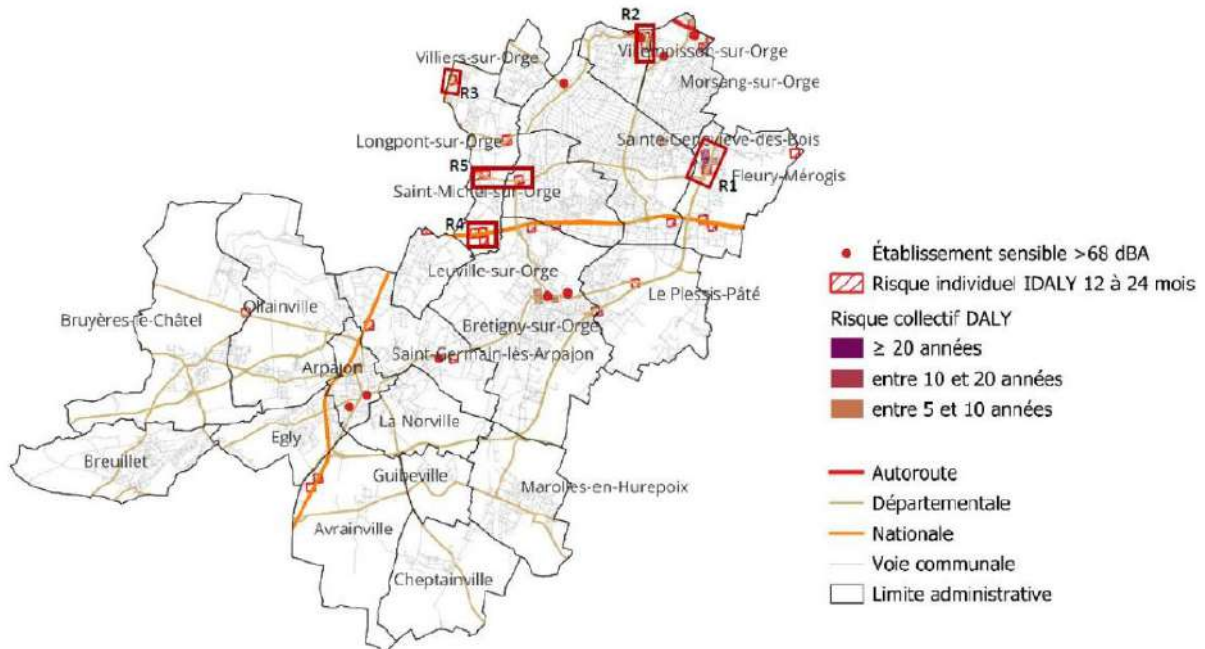 R2
Villemoisson-sur-Orge
Villiers-sur-Orge
Morsang-sur-Orge
R3
Longpont-sur-Orge
Sainte-Geneviève-des-Bois
R5
Fleury-Mérogis
Saint-Michel-sur-Orge
R1
R4
Leuville-sur-Orge
Le Plessis-Pâté
Ollainville
Bruyères-le-Châtel
Brétigny-sur-Orge
Saint-Germain-lès-Arpajon
Arpajon
La Norville
Egly
Breuillet
Guibeville
Marolles-en-Hurepoix
Avrainville
Cheptainville
Établissement sensible >68 dBA
Risque individuel IDALY 12 à 24 mois
Risque collectif DALY
≥ 20 années
entre 10 et 20 années
entre 5 et 10 années
Autoroute
Départementale
Nationale
Voie communale
Limite administrative